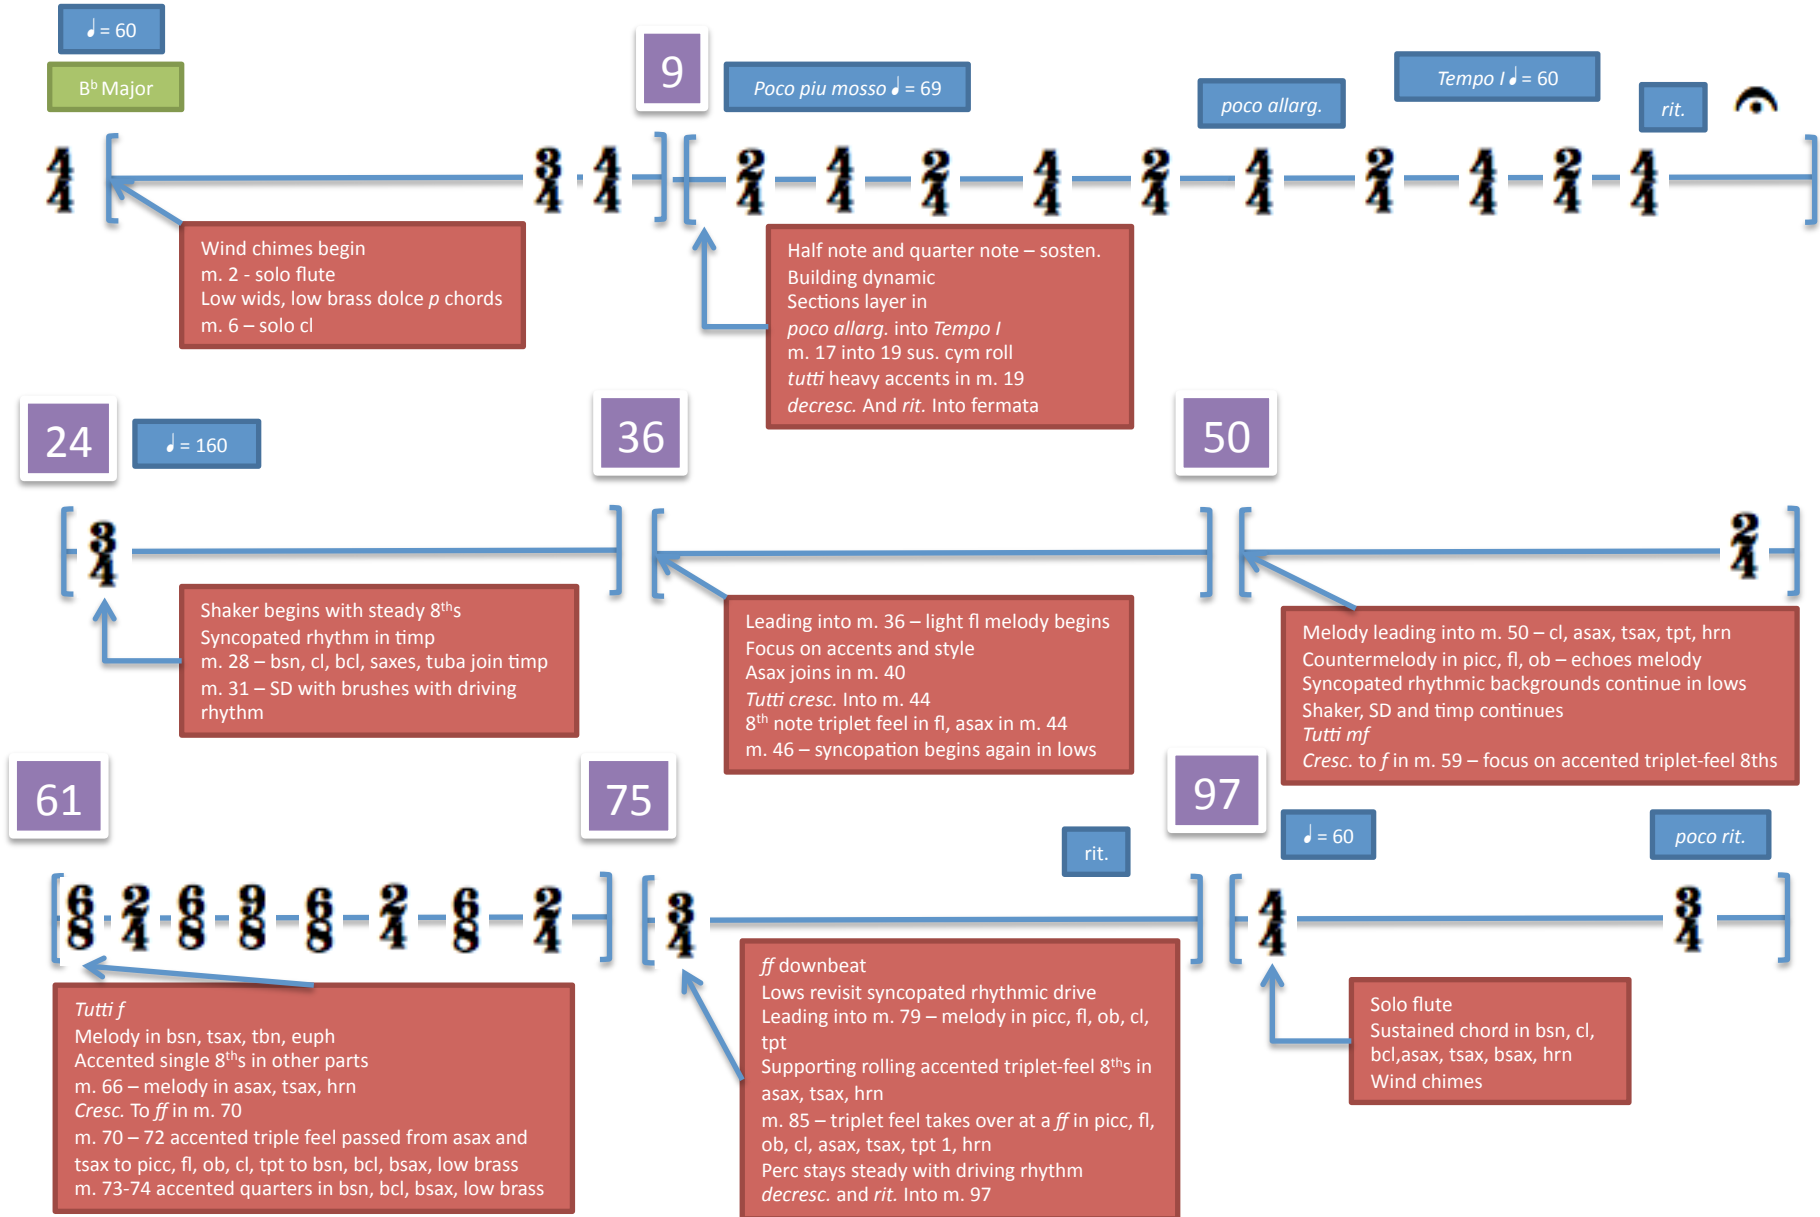 ♩ = 60
Bb Major
9
Poco piu mosso ♩ = 69
poco allarg.
Tempo I ♩ = 60
rit.
4/4 3/4 4/4 2/4 4/4 2/4 4/4 2/4 4/4 2/4 4/4 2/4 4/4
Wind chimes begin
m. 2 - solo flute
Low wids, low brass dolce p chords
m. 6 – solo cl
Half note and quarter note – sosten.
Building dynamic
Sections layer in
poco allarg. into Tempo I
m. 17 into 19 sus. cym roll
tutti heavy accents in m. 19
decresc. And rit. Into fermata
24
♩ = 160
36
50
3/4 2/4
Shaker begins with steady 8ths
Syncopated rhythm in timp
m. 28 – bsn, cl, bcl, saxes, tuba join timp
m. 31 – SD with brushes with driving
rhythm
Leading into m. 36 – light fl melody begins
Focus on accents and style
Asax joins in m. 40
Tutti cresc. Into m. 44
8th note triplet feel in fl, asax in m. 44
m. 46 – syncopation begins again in lows
Melody leading into m. 50 – cl, asax, tsax, tpt, hrn
Countermelody in picc, fl, ob – echoes melody
Syncopated rhythmic backgrounds continue in lows
Shaker, SD and timp continues
Tutti mf
Cresc. to f in m. 59 – focus on accented triplet-feel 8ths
61
75
rit.
97
♩ = 60
poco rit.
6/8 2/4 6/8 9/8 6/8 2/4 6/8 2/4 3/4 4/4 3/4
Tutti f
Melody in bsn, tsax, tbn, euph
Accented single 8ths in other parts
m. 66 – melody in asax, tsax, hrn
Cresc. To ff in m. 70
m. 70 – 72 accented triple feel passed from asax and
tsax to picc, fl, ob, cl, tpt to bsn, bcl, bsax, low brass
m. 73-74 accented quarters in bsn, bcl, bsax, low brass
ff downbeat
Lows revisit syncopated rhythmic drive
Leading into m. 79 – melody in picc, fl, ob, cl,
tpt
Supporting rolling accented triplet-feel 8ths in
asax, tsax, hrn
m. 85 – triplet feel takes over at a ff in picc, fl,
ob, cl, asax, tsax, tpt 1, hrn
Perc stays steady with driving rhythm
decresc. and rit. Into m. 97
Solo flute
Sustained chord in bsn, cl,
bcl,asax, tsax, bsax, hrn
Wind chimes